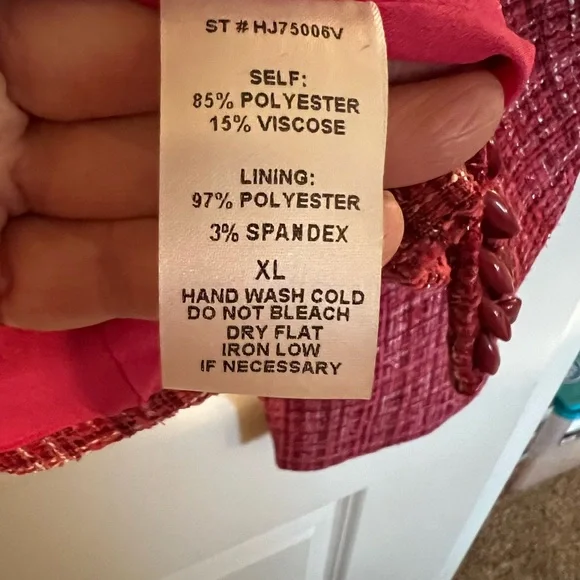 ST # HJ75006V
SELF:
85% POLYESTER
15% VISCOSE
LINING:
97% POLYESTER
3% SPANDEX
XL
HAND WASH COLD
DO NOT BLEACH
DRY FLAT
IRON LOW
IF NECESSARY